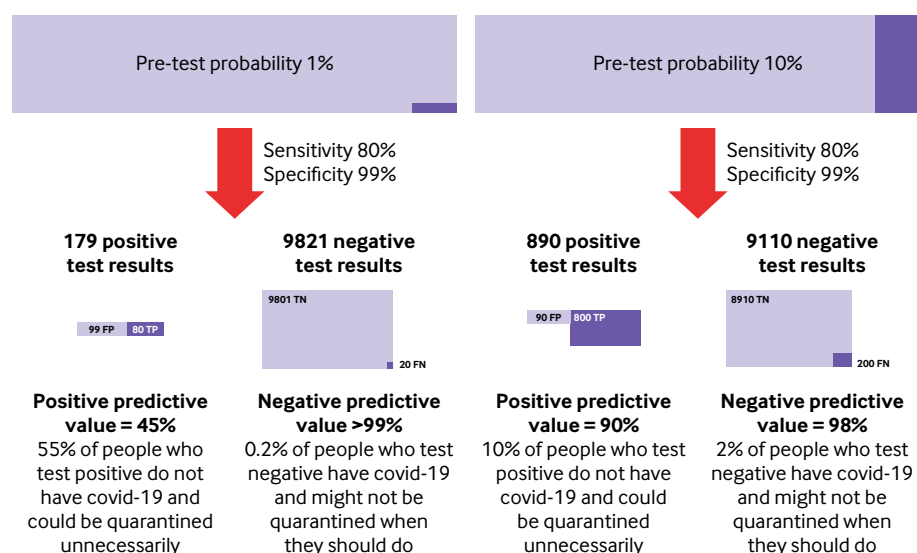 Pre-test probability 1%
Sensitivity 80%
Specificity 99%
179 positive
test results
99 FP
80 TP
Positive predictive
value = 45%
55% of people who
test positive do not
have covid-19 and
could be quarantined
unnecessarily
9821 negative
test results
9801 TN
20 FN
Negative predictive
value >99%
0.2% of people who test
negative have covid-19
and might not be
quarantined when
they should do
Pre-test probability 10%
Sensitivity 80%
Specificity 99%
890 positive
test results
90 FP
800 TP
Positive predictive
value = 90%
10% of people who test
positive do not have
covid-19 and could
be quarantined
unnecessarily
9110 negative
test results
8910 TN
200 FN
Negative predictive
value = 98%
2% of people who test
negative have covid-19
and might not be
quarantined when
they should do